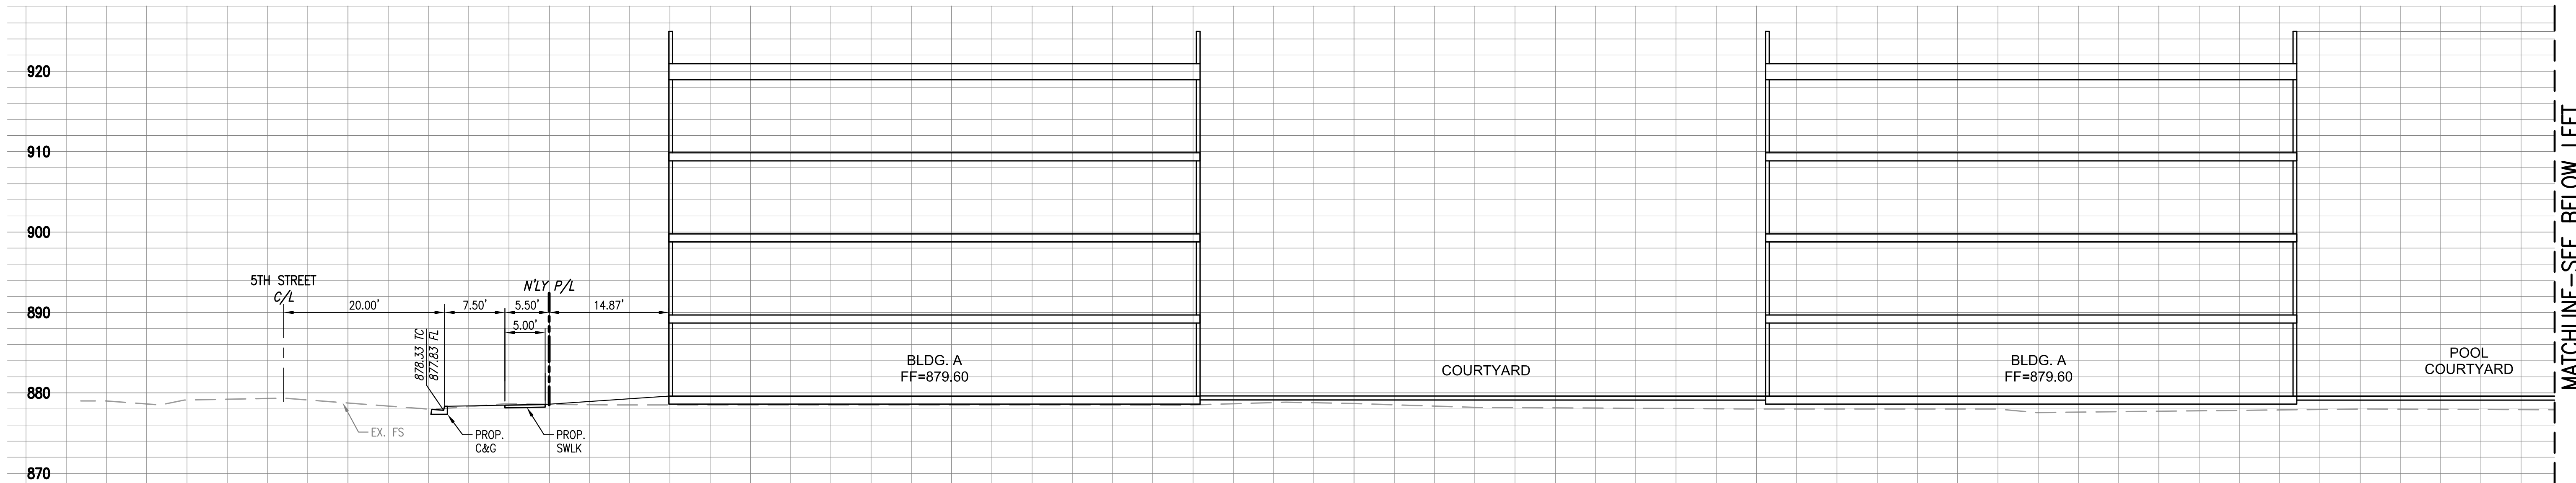 920
910
900
890
880
870
5TH STREET
C/L
20.00'
7.50'
5.50'
5.00'
N'LY P/L
14.87'
878.33 TC
877.83 FL
EX. FS
PROP.
C&G
PROP.
SWLK
BLDG. A
FF=879.60
COURTYARD
BLDG. A
FF=879.60
POOL
COURTYARD
MATCHLINE-SEE BELOW LEFT